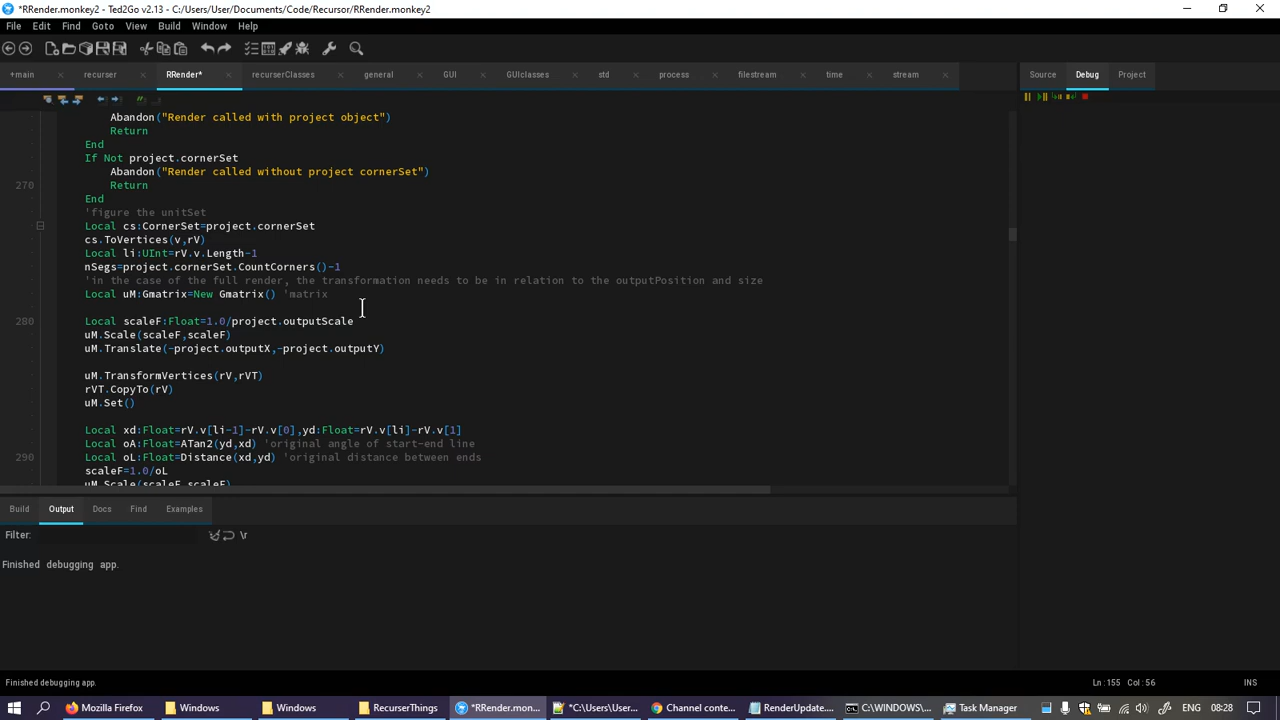 *RRender.monkey2 - Ted2Go v2.13 - C:/Users/User/Documents/Code/Recursor/RRender.monkey2
File Edit Find Goto View Build Window Help
+main recurser RRender* recurserClasses general GUI GUIclasses std process filestream time stream
Source Debug Project
Abandon("Render called with project object")
Return
End
If Not project.cornerSet
Abandon("Render called without project cornerSet")
270 Return
End
'figure the unitSet
Local cs:CornerSet=project.cornerSet
cs.ToVertices(v,rV)
Local li:UInt=rV.v.Length-1
nSegs=project.cornerSet.CountCorners()-1
'in the case of the full render, the transformation needs to be in relation to the outputPosition and size
Local uM:Gmatrix=New Gmatrix() 'matrix
280 Local scaleF:Float=1.0/project.outputScale
uM.Scale(scaleF,scaleF)
uM.Translate(-project.outputX,-project.outputY)
uM.TransformVertices(rV,rVT)
rVT.CopyTo(rV)
uM.Set()
Local xd:Float=rV.v[li-1]-rV.v[0],yd:Float=rV.v[li]-rV.v[1]
Local oA:Float=ATan2(yd,xd) 'original angle of start-end line
290 Local oL:Float=Distance(xd,yd) 'original distance between ends
scaleF=1.0/oL
uM.Scale(scaleF,scaleF)
Build Output Docs Find Examples
Filter: \r
Finished debugging app.
Finished debugging app. Ln:155 Col:56 INS
Mozilla Firefox Windows Windows RecurserThings *RRender.mon... *C:\Users\User... Channel conte... RenderUpdate... C:\WINDOWS\... Task Manager 08:28